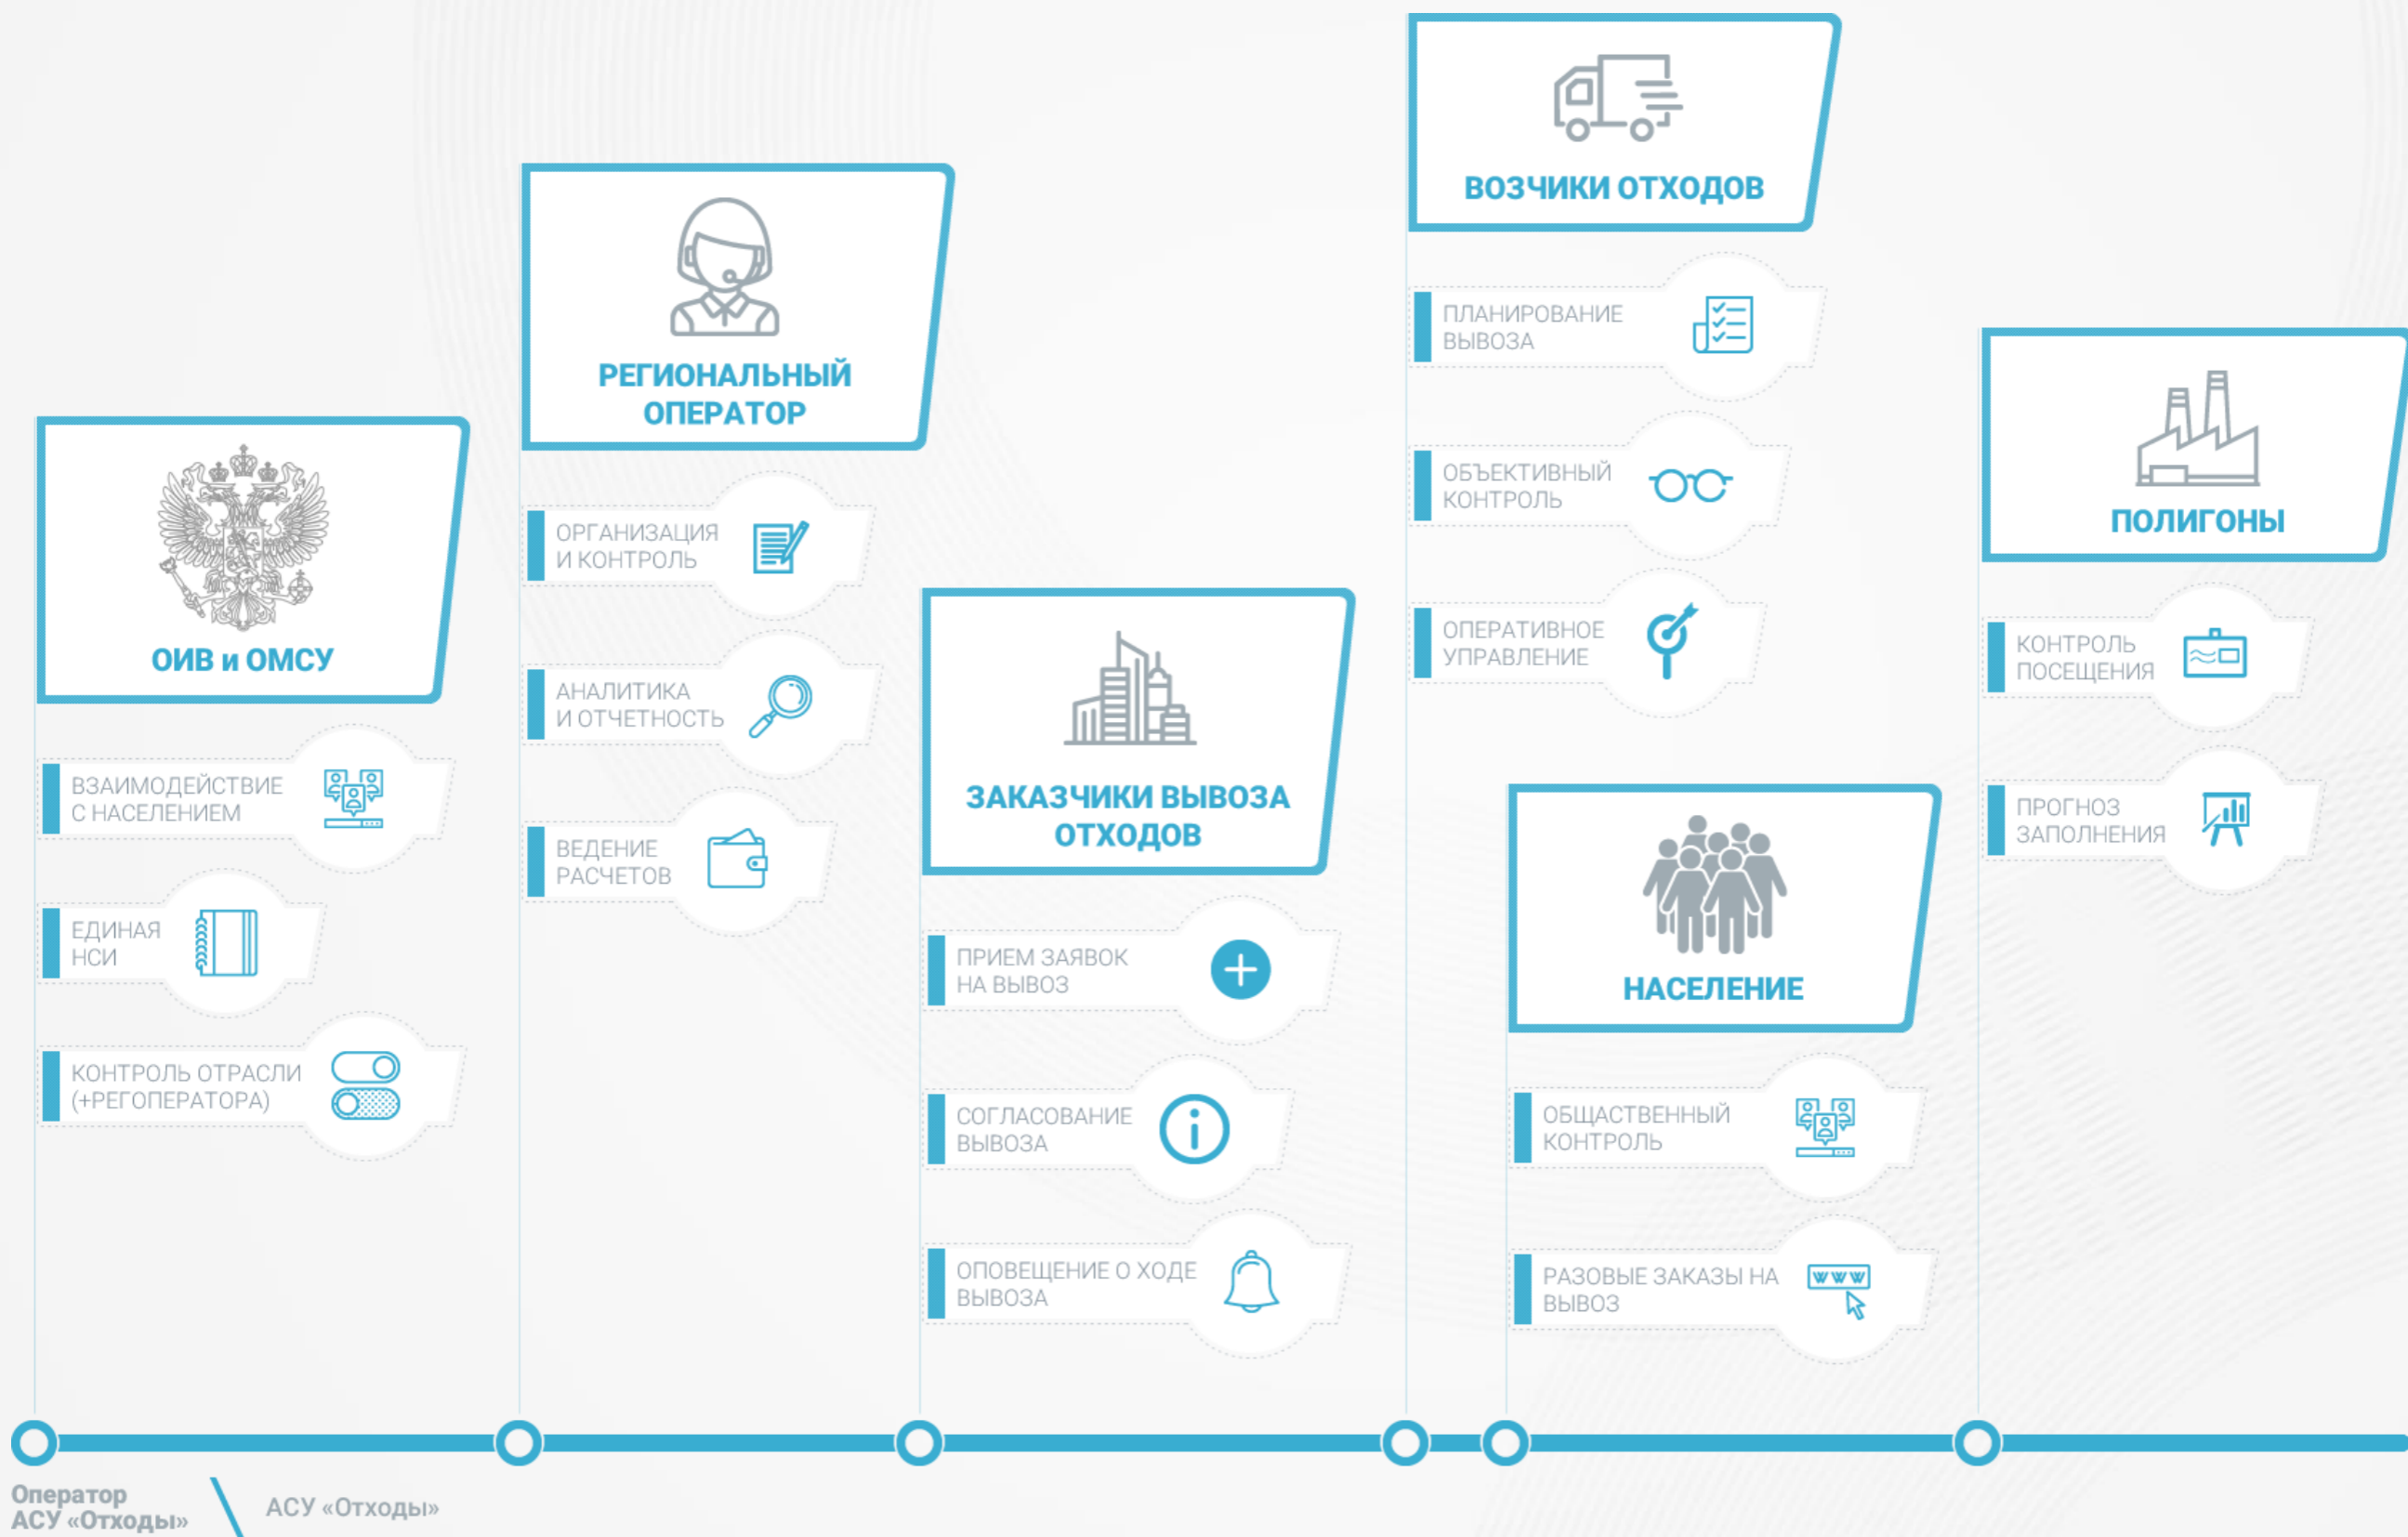 ОИВ и ОМСУ
ВЗАИМОДЕЙСТВИЕ
С НАСЕЛЕНИЕМ
ЕДИНАЯ
НСИ
КОНТРОЛЬ ОТРАСЛИ
(+РЕГОПЕРАТОРА)
РЕГИОНАЛЬНЫЙ
ОПЕРАТОР
ОРГАНИЗАЦИЯ
И КОНТРОЛЬ
АНАЛИТИКА
И ОТЧЕТНОСТЬ
ВЕДЕНИЕ
РАСЧЕТОВ
ЗАКАЗЧИКИ ВЫВОЗА
ОТХОДОВ
ПРИЕМ ЗАЯВОК
НА ВЫВОЗ
СОГЛАСОВАНИЕ
ВЫВОЗА
ОПОВЕЩЕНИЕ О ХОДЕ
ВЫВОЗА
ВОЗЧИКИ ОТХОДОВ
ПЛАНИРОВАНИЕ
ВЫВОЗА
ОБЪЕКТИВНЫЙ
КОНТРОЛЬ
ОПЕРАТИВНОЕ
УПРАВЛЕНИЕ
НАСЕЛЕНИЕ
ОБЩАСТВЕННЫЙ
КОНТРОЛЬ
РАЗОВЫЕ ЗАКАЗЫ НА
ВЫВОЗ
WWW
ПОЛИГОНЫ
КОНТРОЛЬ
ПОСЕЩЕНИЯ
ПРОГНОЗ
ЗАПОЛНЕНИЯ
Оператор
АСУ «Отходы»
АСУ «Отходы»